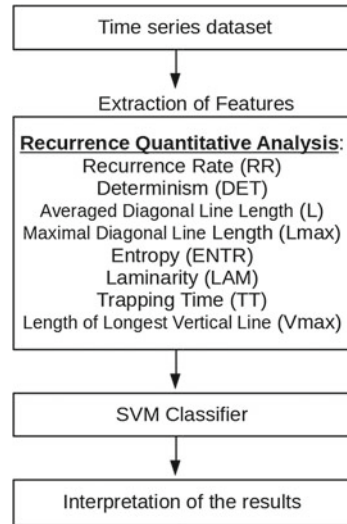 Time series dataset
Extraction of Features
Recurrence Quantitative Analysis:
Recurrence Rate (RR)
Determinism (DET)
Averaged Diagonal Line Length (L)
Maximal Diagonal Line Length (Lmax)
Entropy (ENTR)
Laminarity (LAM)
Trapping Time (TT)
Length of Longest Vertical Line (Vmax)
SVM Classifier
Interpretation of the results